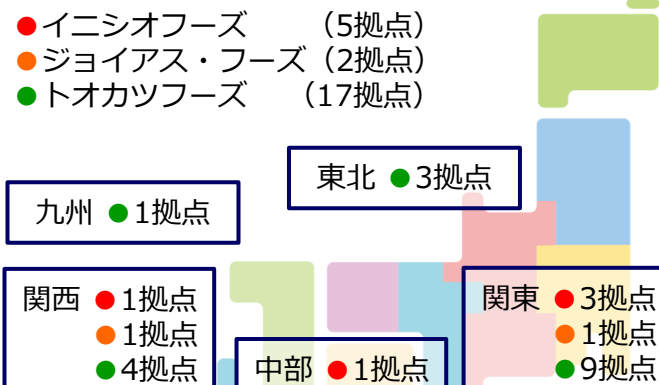 ●イニシオフーズ （5拠点）
●ジョイアス・フーズ（2拠点）
●トオカツフーズ （17拠点）
東北 ●3拠点
九州 ●1拠点
関西 ●1拠点
●1拠点
●4拠点
中部 ●1拠点
関東 ●3拠点
●1拠点
●9拠点